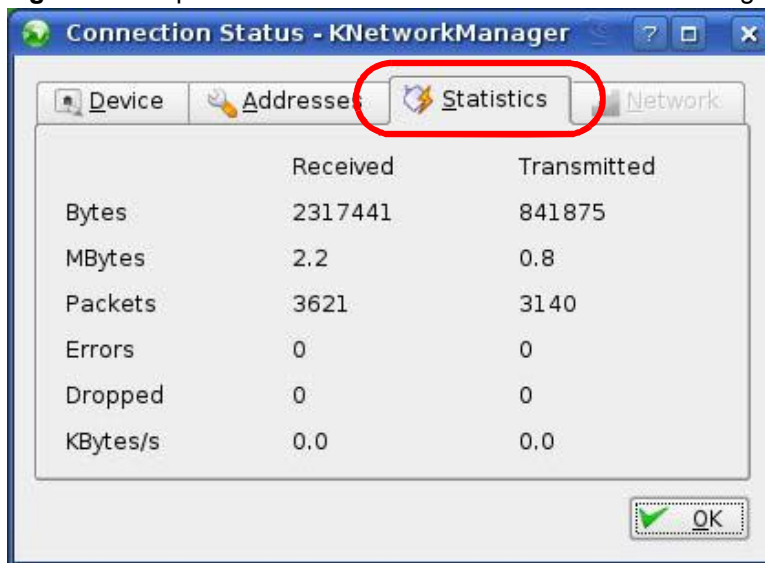 Connection Status - KNetworkManager
Device Addresses Statistics Network
Received Transmitted
Bytes 2317441 841875
MBytes 2.2 0.8
Packets 3621 3140
Errors 0 0
Dropped 0 0
KBytes/s 0.0 0.0
OK